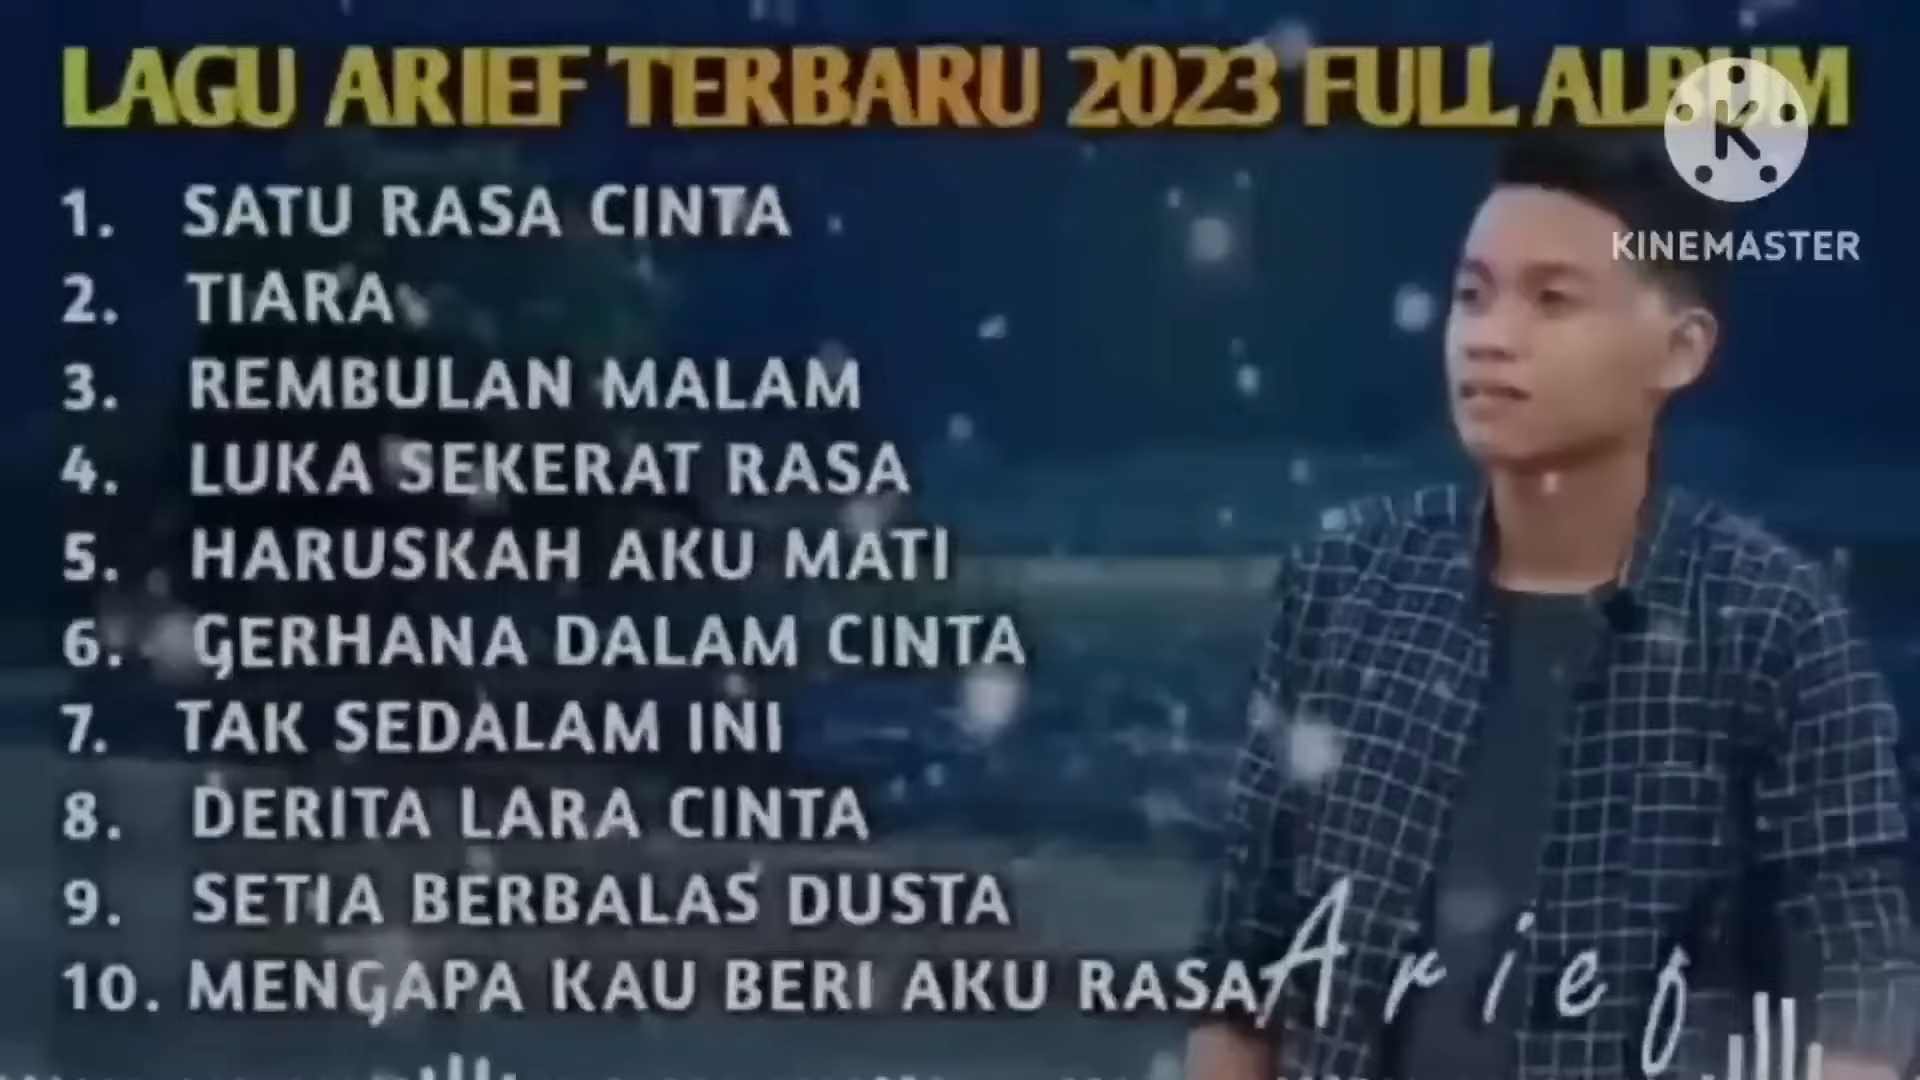 LAGU ARIEF TERBARU 2023 FULL ALBUM
K
KINEMASTER
1. SATU RASA CINTA
2. TIARA
3. REMBULAN MALAM
4. LUKA SEKERAT RASA
5. HARUSKAH AKU MATI
6. GERHANA DALAM CINTA
7. TAK SEDALAM INI
8. DERITA LARA CINTA
9. SETIA BERBALAS DUSTA
10. MENGAPA KAU BERI AKU RASA
Arief